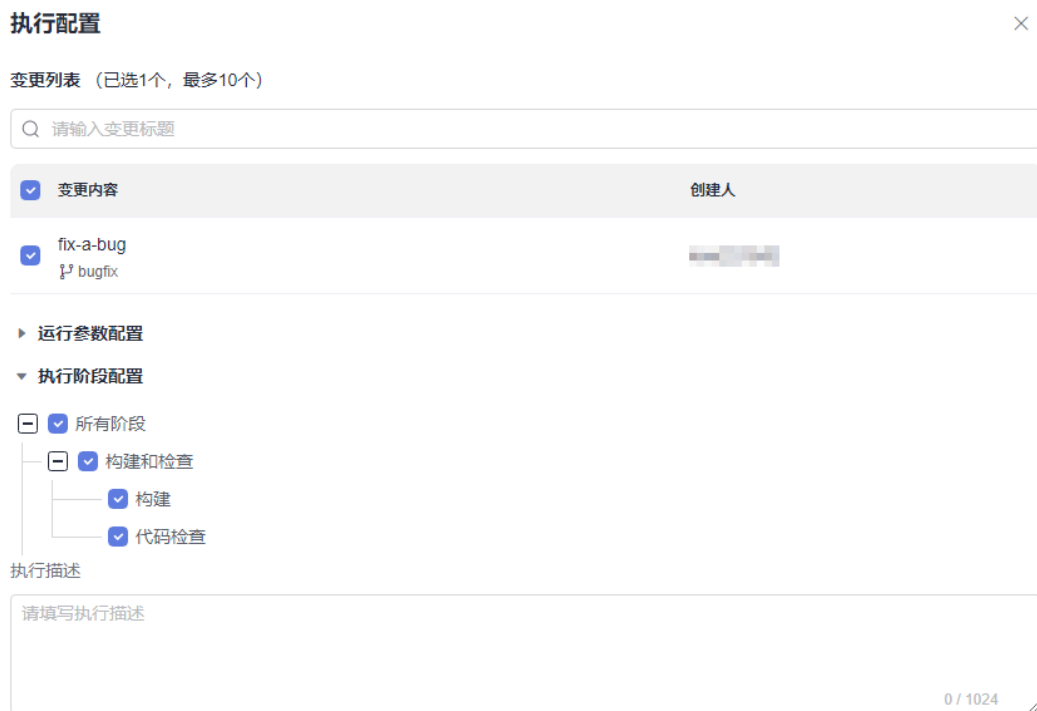 执行配置
变更列表 （已选1个，最多10个）
请输入变更标题
变更内容 创建人
fix-a-bug
bugfix
运行参数配置
执行阶段配置
所有阶段
构建和检查
构建
代码检查
执行描述
请填写执行描述
0 / 1024